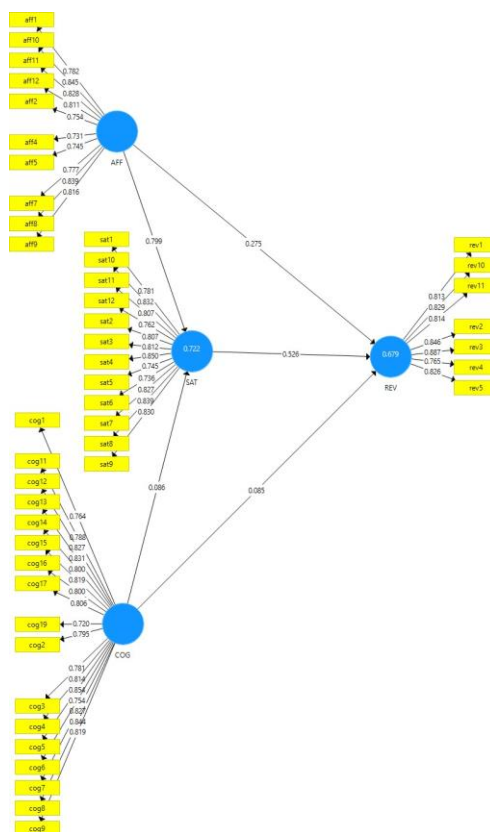 aff1
aff10
aff11
aff12
aff2
aff4
aff5
aff7
aff8
aff9
0.782
0.845
0.828
0.811
0.754
0.731
0.745
0.777
0.839
0.816
AFF
0.799
0.275
sat1
sat10
sat11
sat12
sat2
sat3
sat4
sat5
sat6
sat7
sat8
sat9
0.781
0.832
0.807
0.762
0.807
0.812
0.850
0.745
0.736
0.827
0.839
0.830
0.722
SAT
0.526
rev1
rev10
rev11
rev2
rev3
rev4
rev5
0.813
0.829
0.814
0.846
0.887
0.765
0.826
0.679
REV
0.086
0.085
cog1
cog11
cog12
cog13
cog14
cog15
cog16
cog17
cog19
cog2
cog3
cog4
cog5
cog6
cog7
cog8
cog9
0.764
0.788
0.827
0.831
0.800
0.819
0.800
0.806
0.720
0.795
0.781
0.814
0.854
0.754
0.827
0.844
0.819
COG